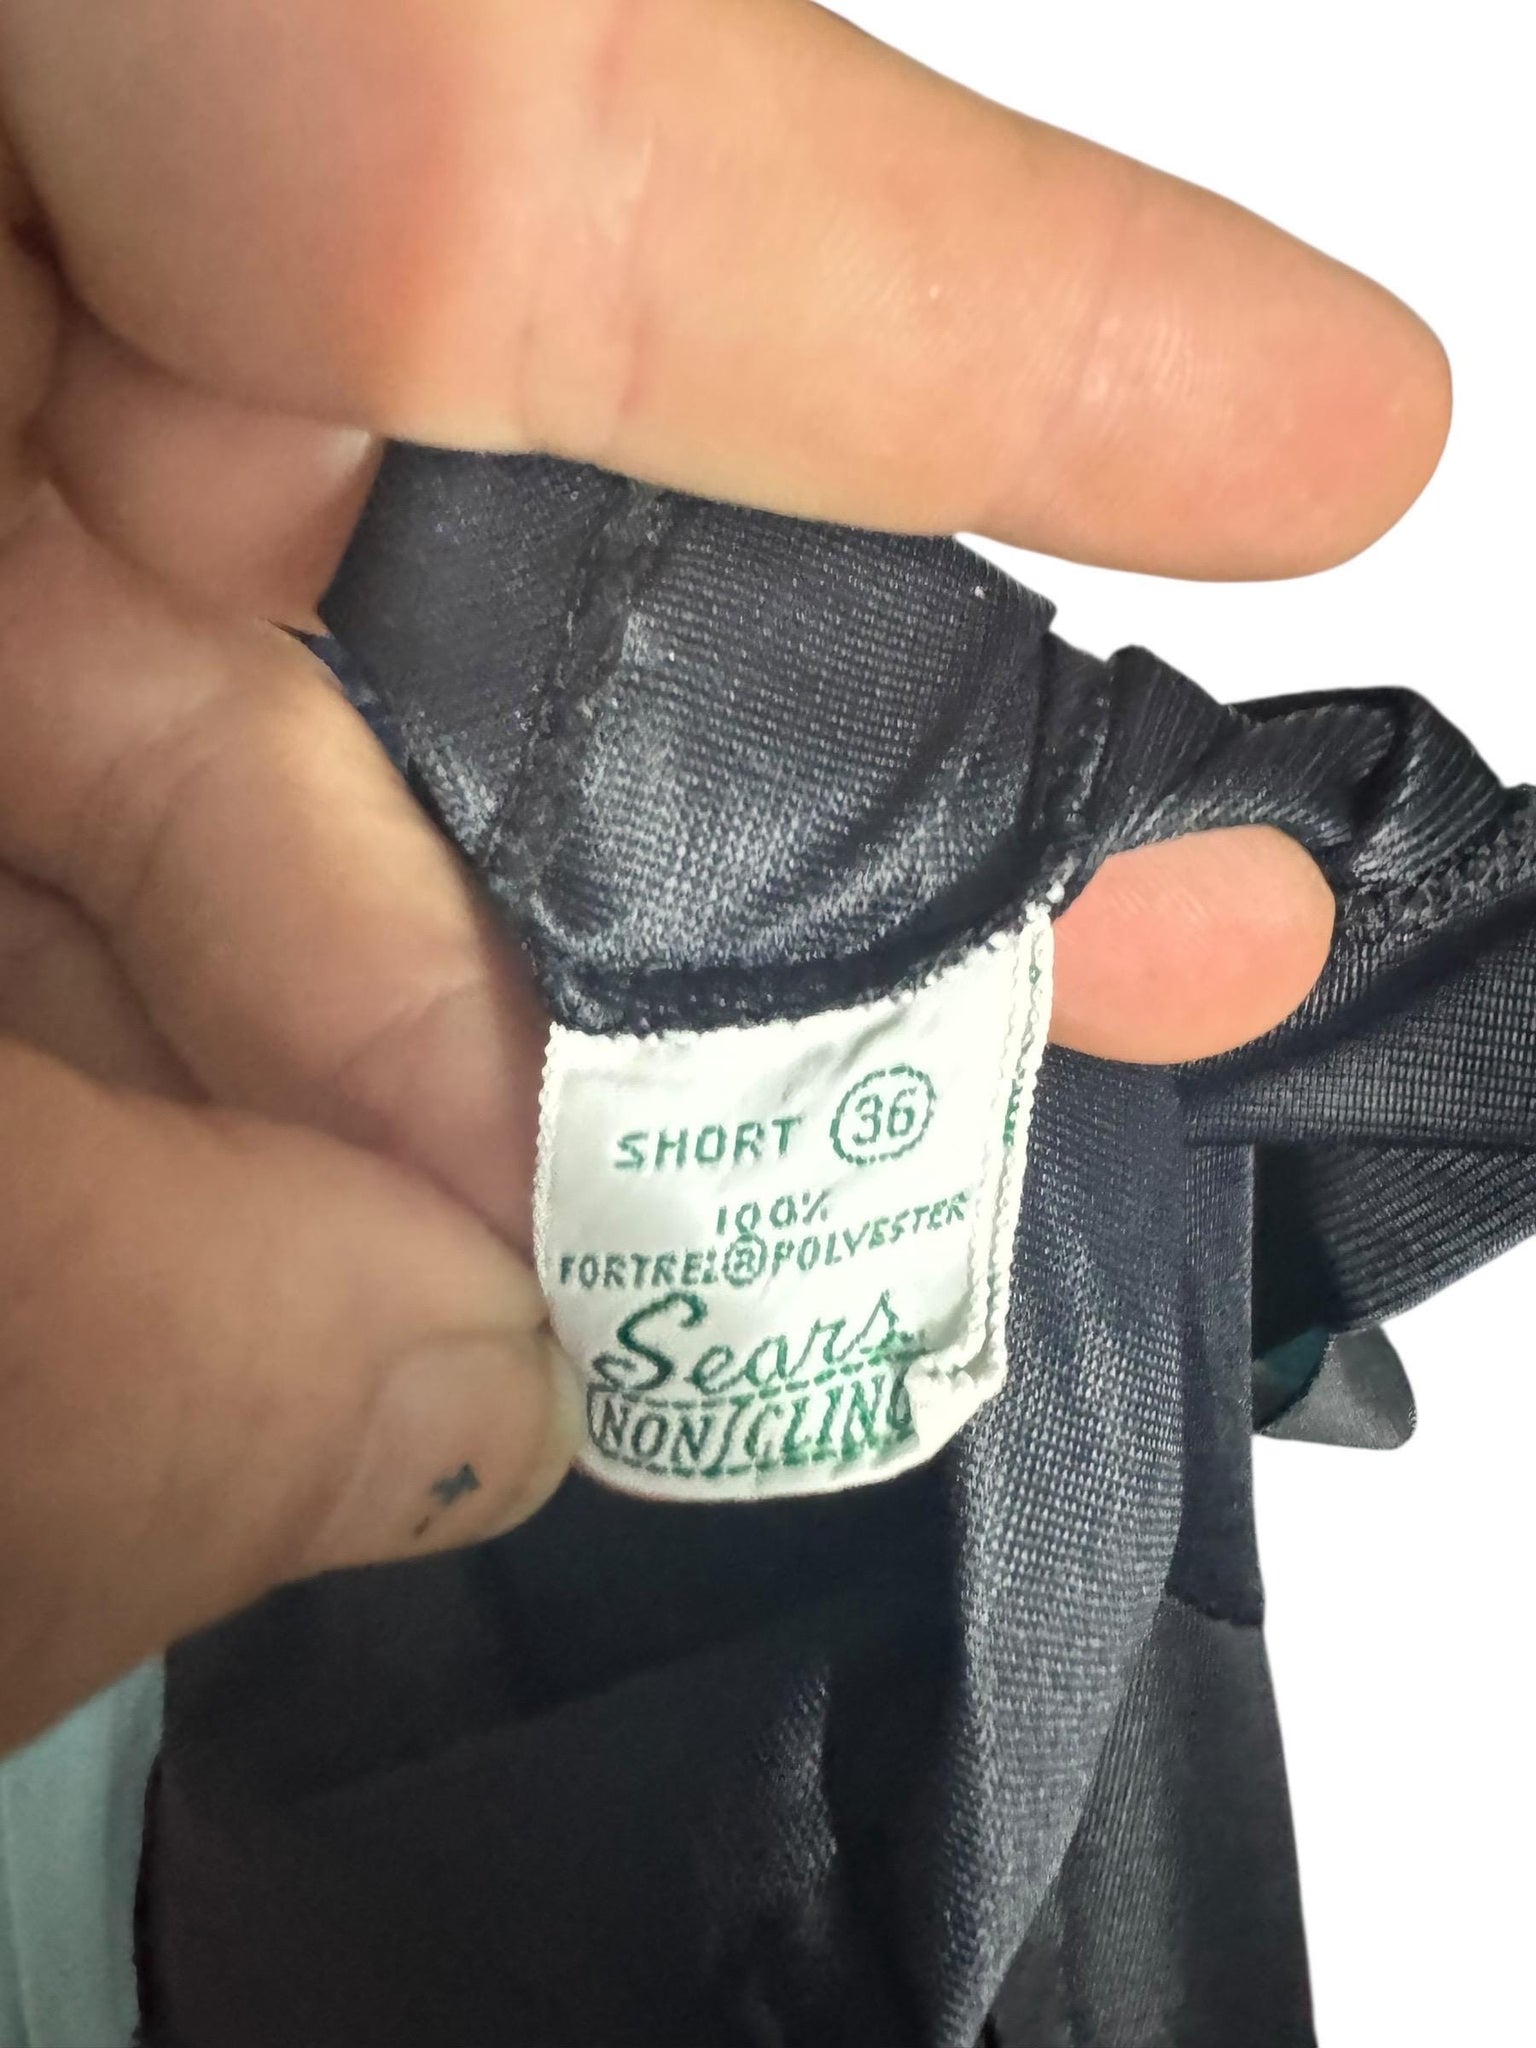 SHORT 36
100%
FORTREL® POLYESTER
Sears
NON CLING